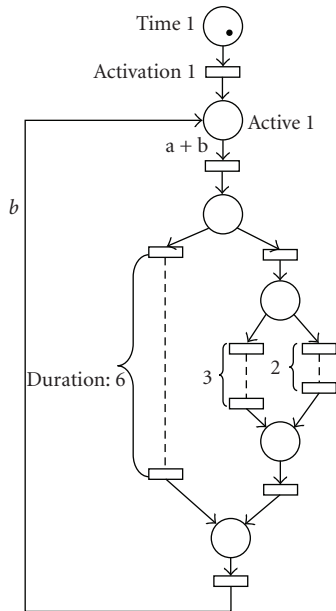 Time 1
Activation 1
Active 1
a + b
b
3
2
Duration: 6